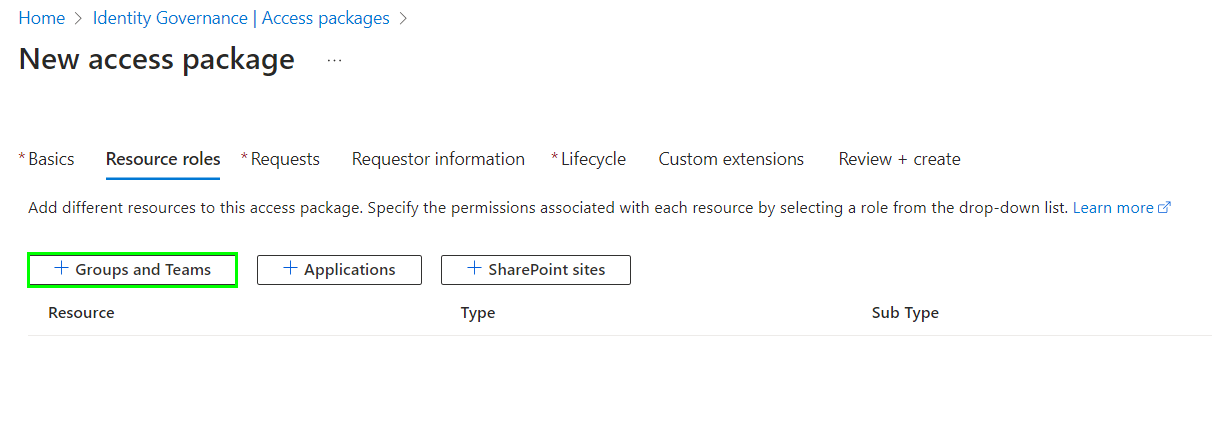 Home > Identity Governance | Access packages >
New access package ...
* Basics Resource roles * Requests Requestor information * Lifecycle Custom extensions Review + create
Add different resources to this access package. Specify the permissions associated with each resource by selecting a role from the drop-down list. Learn more
+ Groups and Teams + Applications + SharePoint sites
Resource Type Sub Type